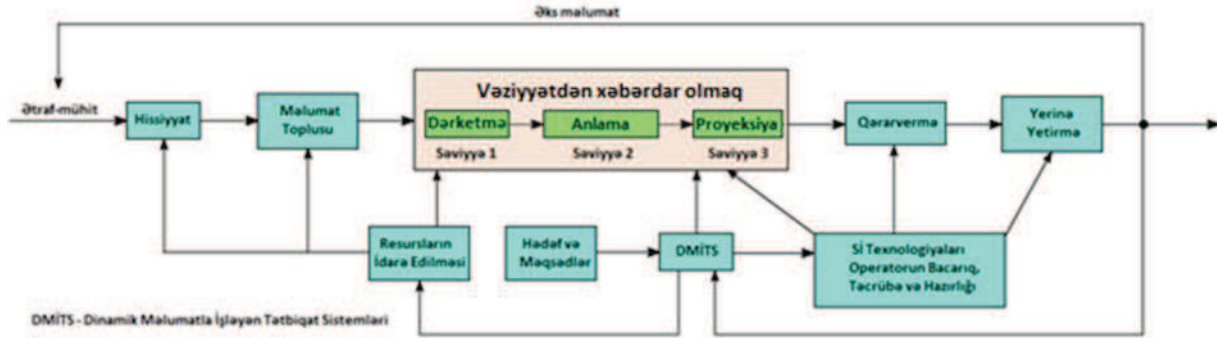 Əks məlumat
Ətraf-mühit
Hissiyyat
Məlumat
Toplusu
Vəziyyətdən xəbərdar olmaq
Dərketmə
Anlama
Proyeksiya
Səviyyə 1
Səviyyə 2
Səviyyə 3
Qərarvermə
Yerinə
Yetirmə
Resursların
İdarə Edilməsi
Hədəf və
Məqsədlər
DMİTS
Sİ Texnologiyaları
Operatorun Bacarıq,
Təcrübə və Hazırlığı
DMİTS - Dinamik Məlumatla İşləyən Tətbiqat Sistemləri